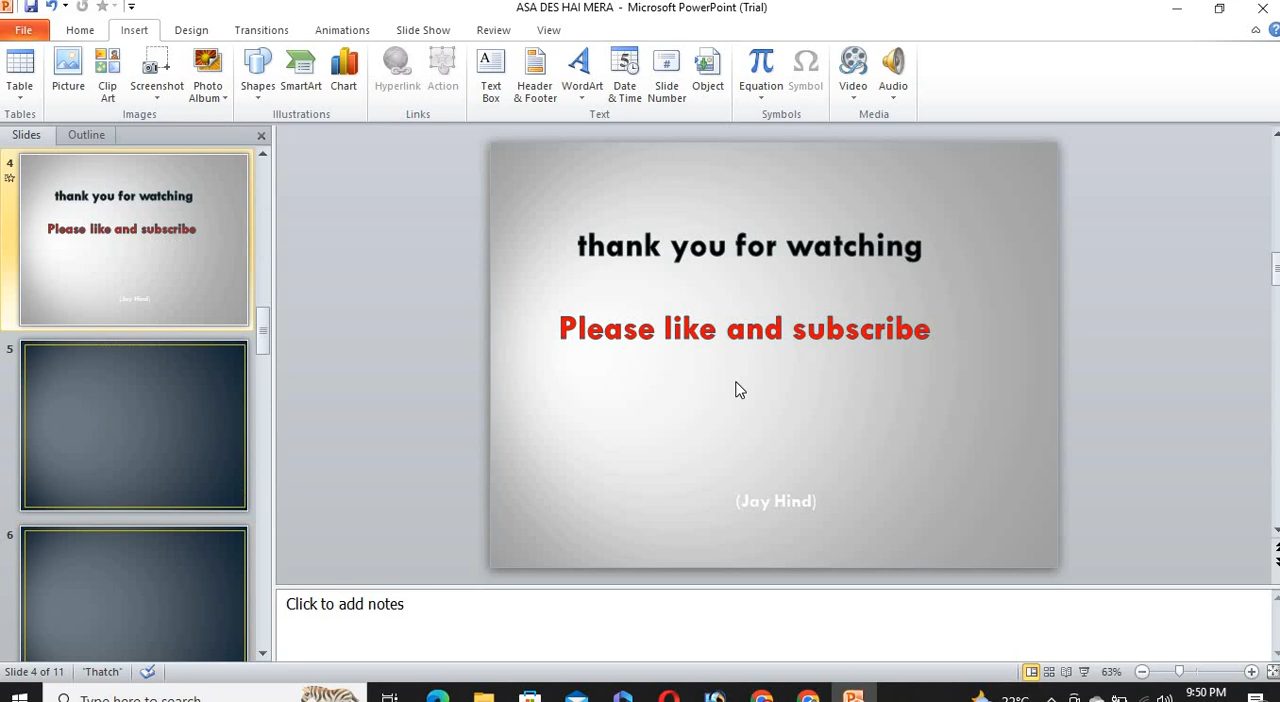 ASA DES HAI MERA - Microsoft PowerPoint (Trial)
File Home Insert Design Transitions Animations Slide Show Review View
Table Picture Clip Art Screenshot Photo Album Shapes SmartArt Chart Hyperlink Action Text Box Header & Footer WordArt Date & Time Slide Number Object Equation Symbol Video Audio
Tables Images Illustrations Links Text Symbols Media
Slides Outline
4
thank you for watching
Please like and subscribe
(Jay Hind)
5
6
thank you for watching
Please like and subscribe
(Jay Hind)
Click to add notes
Slide 4 of 11 "Thatch" 63%
Type here to search 22°C 9:50 PM